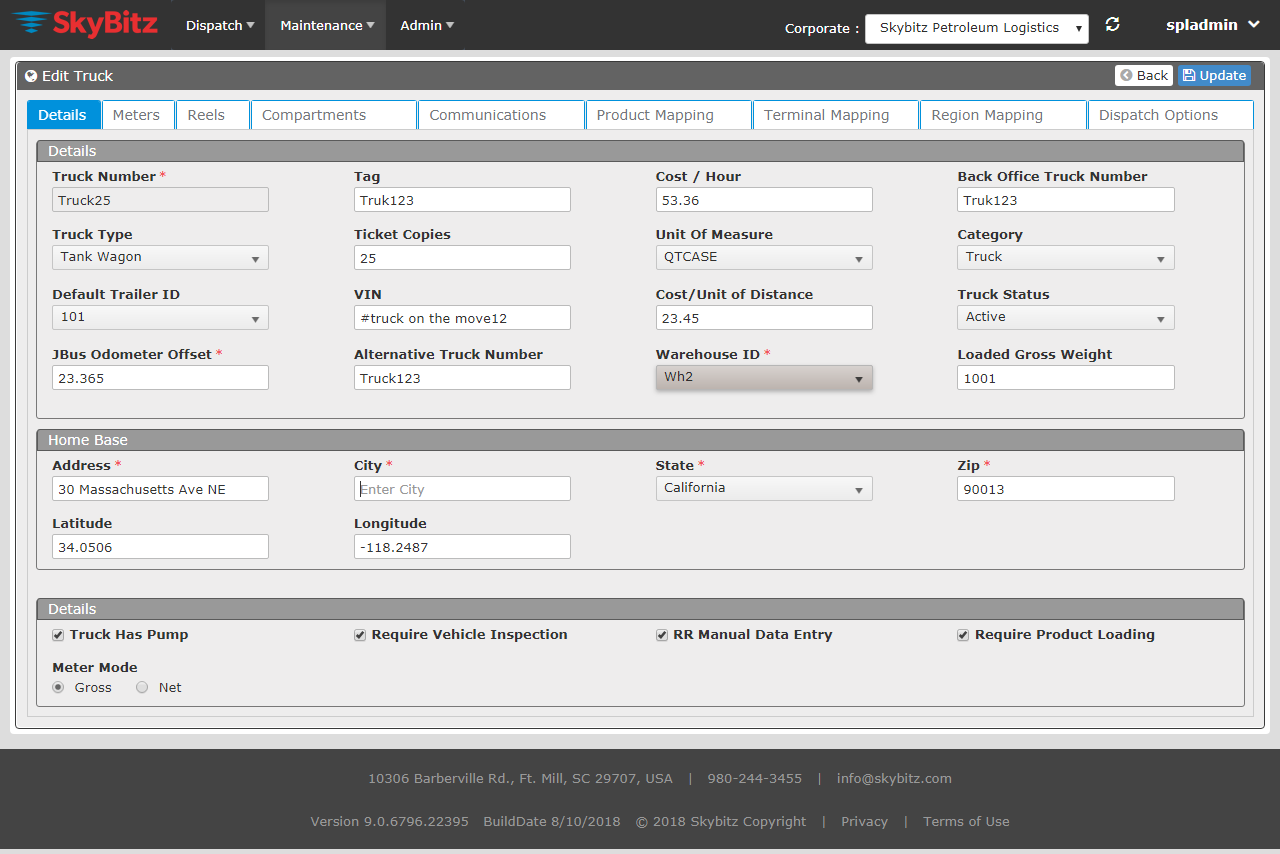 SkyBitz Dispatch Maintenance Admin Corporate : Skybitz Petroleum Logistics spladmin
Edit Truck Back Update
Details Meters Reels Compartments Communications Product Mapping Terminal Mapping Region Mapping Dispatch Options
Details
Truck Number * Tag Cost / Hour Back Office Truck Number
Truck25 Truk123 53.36 Truk123
Truck Type Ticket Copies Unit Of Measure Category
Tank Wagon 25 QTCASE Truck
Default Trailer ID VIN Cost/Unit of Distance Truck Status
101 #truck on the move12 23.45 Active
JBus Odometer Offset * Alternative Truck Number Warehouse ID * Loaded Gross Weight
23.365 Truck123 Wh2 1001
Home Base
Address * City * State * Zip *
30 Massachusetts Ave NE Enter City California 90013
Latitude Longitude
34.0506 -118.2487
Details
Truck Has Pump Require Vehicle Inspection RR Manual Data Entry Require Product Loading
Meter Mode
Gross Net
10306 Barberville Rd., Ft. Mill, SC 29707, USA | 980-244-3455 | info@skybitz.com
Version 9.0.6796.22395 BuildDate 8/10/2018 © 2018 Skybitz Copyright | Privacy | Terms of Use